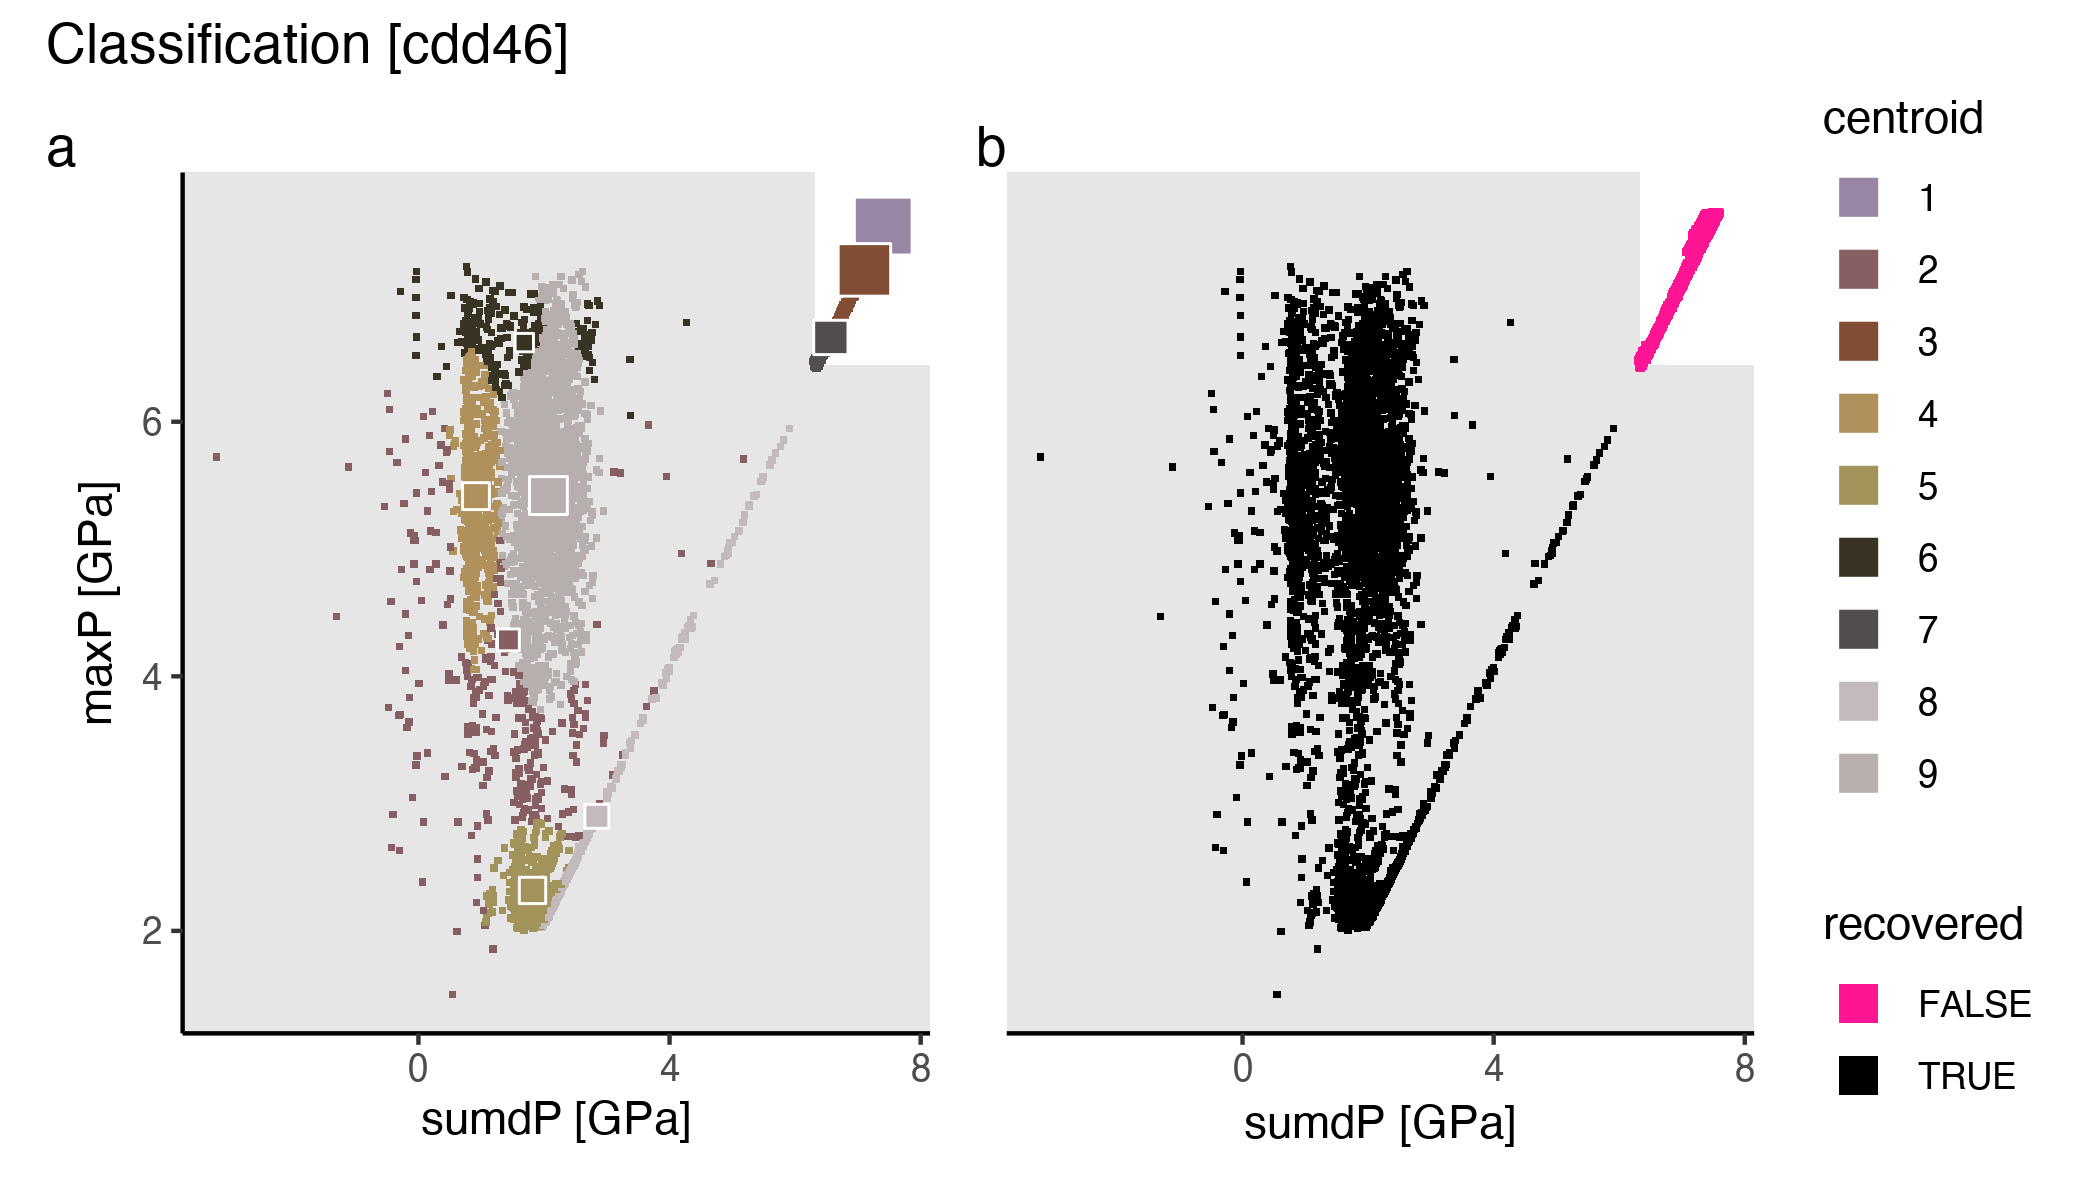 Classification [cdd46]
a
b
maxP [GPa]
6
4
2
0
4
8
sumdP [GPa]
0
4
8
sumdP [GPa]
centroid
1
2
3
4
5
6
7
8
9
recovered
FALSE
TRUE